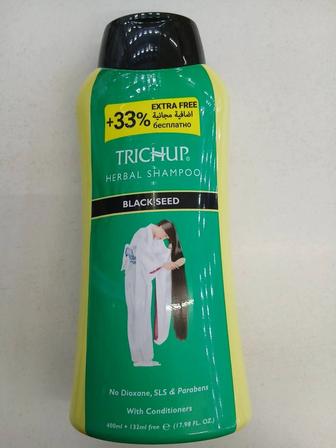 +33%
EXTRA FREE
اضافية مجانية
бесплатно
TRICHUP®
HERBAL SHAMPOO
BLACK SEED
No Dioxane, SLS & Parabens
With Conditioners
400ml + 132ml free ℮ (17.98 FL. OZ.)